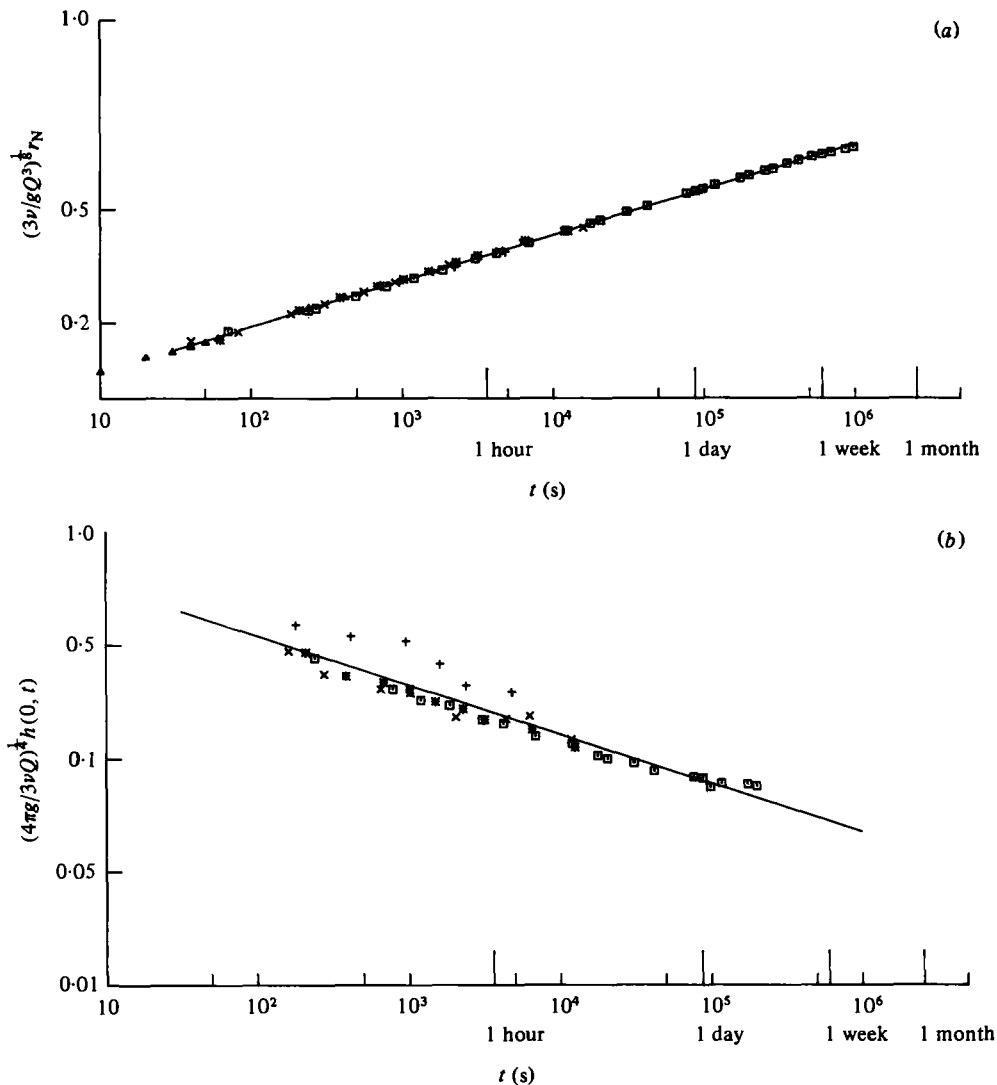 (a)
1·0
0·5
0·2
(3ν/gQ³)^⅛ r_N
10 10² 10³ 10⁴ 10⁵ 10⁶
1 hour 1 day 1 week 1 month
t (s)
(b)
1·0
0·5
0·1
0·05
0·01
(4πg/3νQ)^¼ h(0, t)
10 10² 10³ 10⁴ 10⁵ 10⁶
1 hour 1 day 1 week 1 month
t (s)